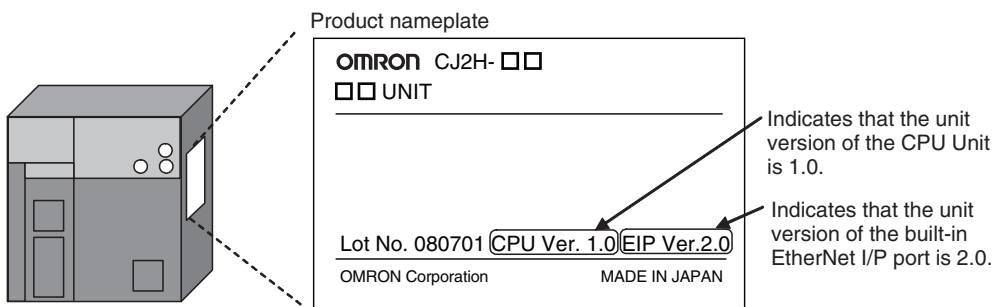 Product nameplate
OMRON CJ2H-□□
□□ UNIT
Indicates that the unit
version of the CPU Unit
is 1.0.
Indicates that the unit
version of the built-in
EtherNet I/P port is 2.0.
Lot No. 080701 CPU Ver. 1.0 EIP Ver.2.0
OMRON Corporation MADE IN JAPAN